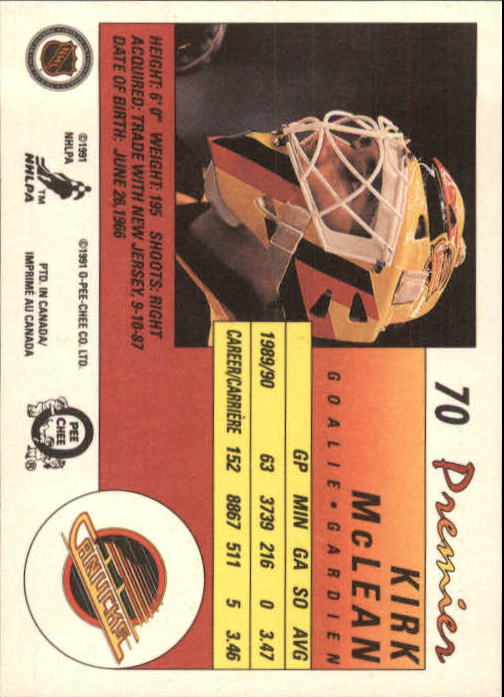 70 Premier
KIRK
McLEAN
GOALIE • GARDIEN
GP MIN GA SO AVG
1989/90 63 3739 216 0 3.47
CAREER/CARRIÈRE 152 8867 511 5 3.46
HEIGHT: 6' 0" WEIGHT: 195 SHOOTS: RIGHT
ACQUIRED: TRADE WITH NEW JERSEY, 9-10-87
DATE OF BIRTH: JUNE 26, 1966
CANUCKS
NHL
©1991
NHLPA
TM
NHLPA
©1991 O-PEE-CHEE CO. LTD.
PTD. IN CANADA/
IMPRIMÉ AU CANADA
O
PEE
CHEE
®